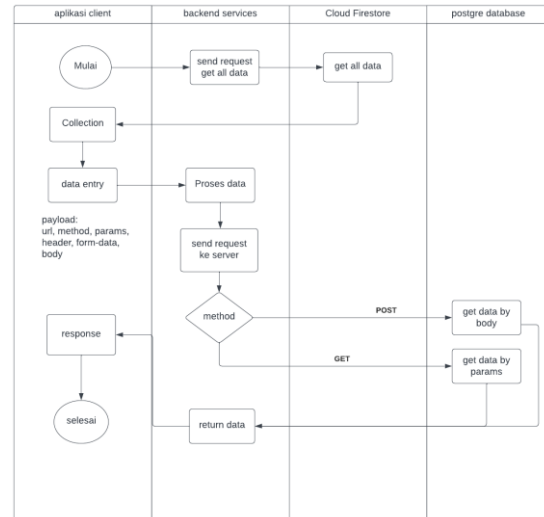 aplikasi client
backend services
Cloud Firestore
postgre database
Mulai
send request
get all data
get all data
Collection
data entry
Proses data
payload:
url, method, params,
header, form-data,
body
send request
ke server
method
POST
get data by
body
response
GET
get data by
params
selesai
return data